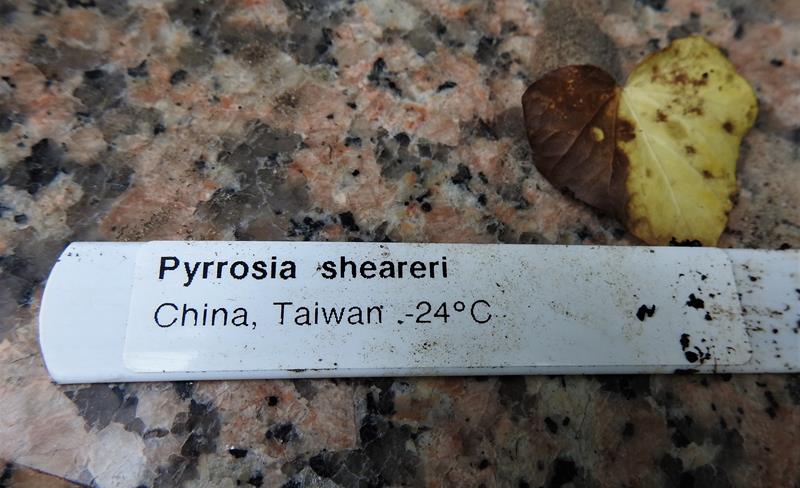 Pyrrosia sheareri
China, Taiwan -24°C